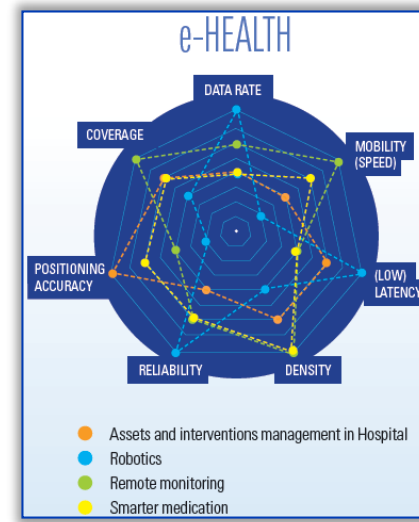 e-HEALTH
DATA RATE
COVERAGE
MOBILITY
(SPEED)
POSITIONING
ACCURACY
(LOW)
LATENCY
RELIABILITY
DENSITY
Assets and interventions management in Hospital
Robotics
Remote monitoring
Smarter medication